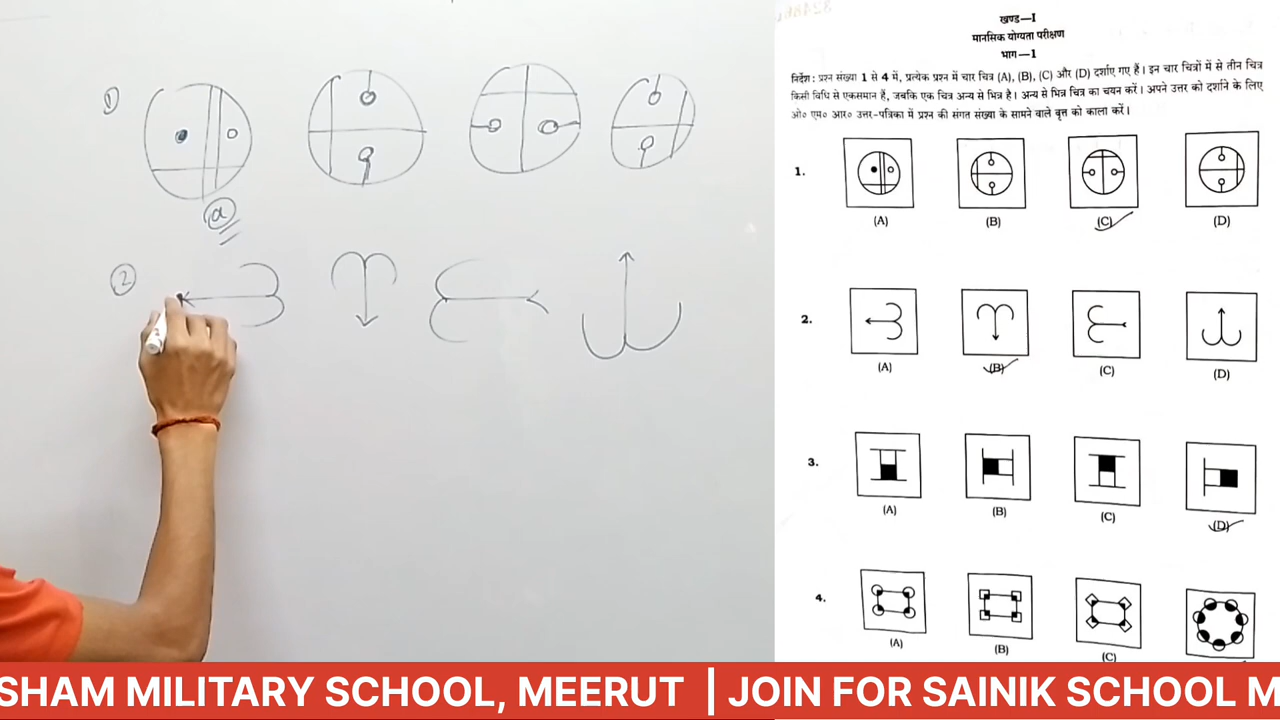 ①
ⓐ
②
खण्ड—I
मानसिक योग्यता परीक्षण
भाग—1
निर्देश : प्रश्न संख्या 1 से 4 में, प्रत्येक प्रश्न में चार चित्र (A), (B), (C) और (D) दर्शाए गए हैं। इन चार चित्रों में से तीन चित्र
किसी विधि से एकसमान हैं, जबकि एक चित्र अन्य से भिन्न है। अन्य से भिन्न चित्र का चयन करें। अपने उत्तर को दर्शाने के लिए
ओ० एम० आर० उत्तर-पत्रिका में प्रश्न की संगत संख्या के सामने वाले वृत्त को काला करें।
1.
(A) (B) (C) (D)
2.
(A) (B) (C) (D)
3.
(A) (B) (C) (D)
4.
(A) (B) (C)
SHAM MILITARY SCHOOL, MEERUT | JOIN FOR SAINIK SCHOOL M